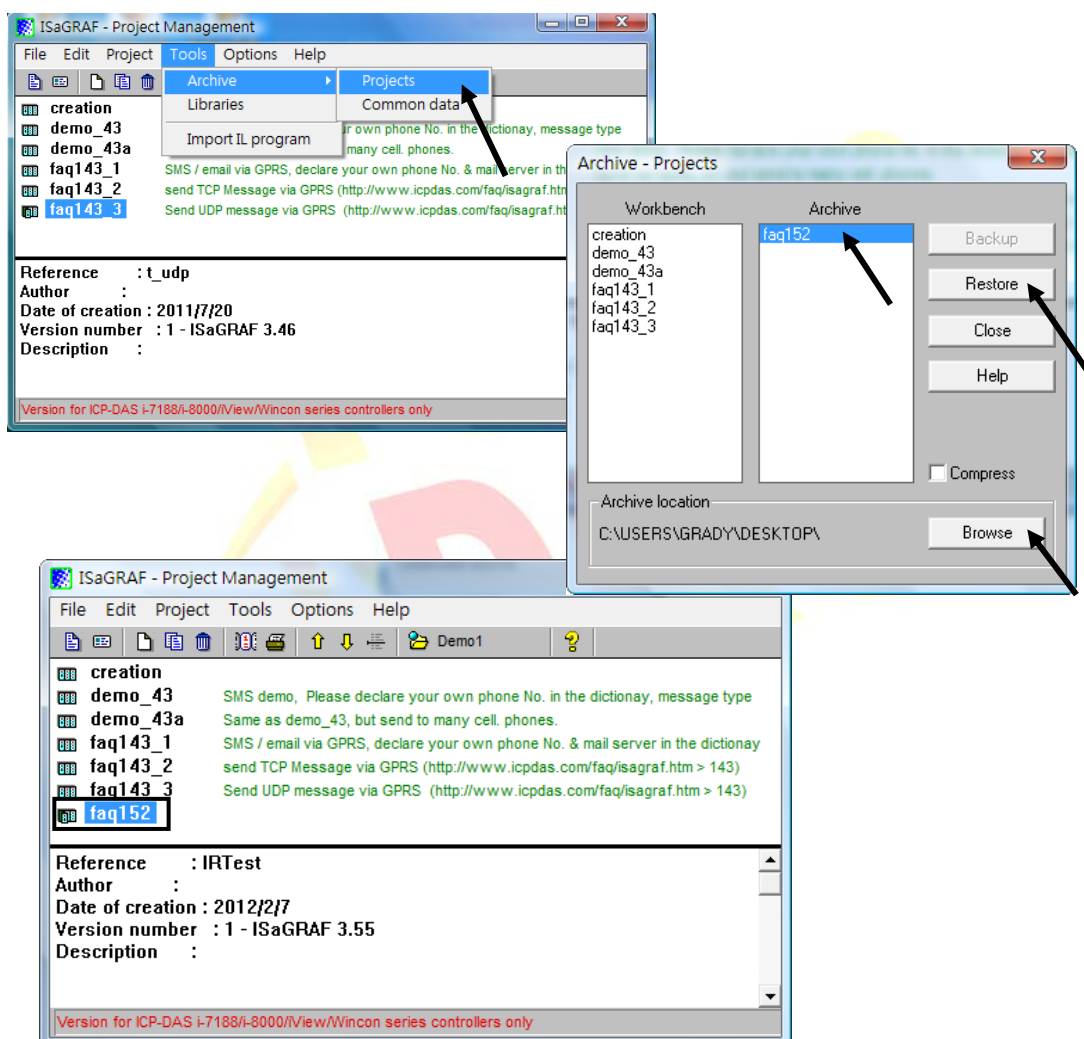 ISaGRAF - Project Management
File Edit Project Tools Options Help
Archive
Projects
Libraries
Common data
Import IL program
creation
demo_43 ur own phone No. in the dictionay, message type
demo_43a many cell. phones.
faq143_1 SMS / email via GPRS, declare your own phone No. & mail server in th
faq143_2 send TCP Message via GPRS (http://www.icpdas.com/faq/isagraf.htm
faq143_3 Send UDP message via GPRS (http://www.icpdas.com/faq/isagraf.ht
Reference : t_udp
Author :
Date of creation : 2011/7/20
Version number : 1 - ISaGRAF 3.46
Description :
Version for ICP-DAS i-7188/i-8000/iView/Wincon series controllers only
Archive - Projects
Workbench Archive
creation
demo_43
demo_43a
faq143_1
faq143_2
faq143_3
faq152
Backup
Restore
Close
Help
Compress
Archive location
C:\USERS\GRADY\DESKTOP\
Browse
ISaGRAF - Project Management
File Edit Project Tools Options Help
Demo1
creation
demo_43 SMS demo, Please declare your own phone No. in the dictionay, message type
demo_43a Same as demo_43, but send to many cell. phones.
faq143_1 SMS / email via GPRS, declare your own phone No. & mail server in the dictionay
faq143_2 send TCP Message via GPRS (http://www.icpdas.com/faq/isagraf.htm > 143)
faq143_3 Send UDP message via GPRS (http://www.icpdas.com/faq/isagraf.htm > 143)
faq152
Reference : IRTest
Author :
Date of creation : 2012/2/7
Version number : 1 - ISaGRAF 3.55
Description :
Version for ICP-DAS i-7188/i-8000/iView/Wincon series controllers only